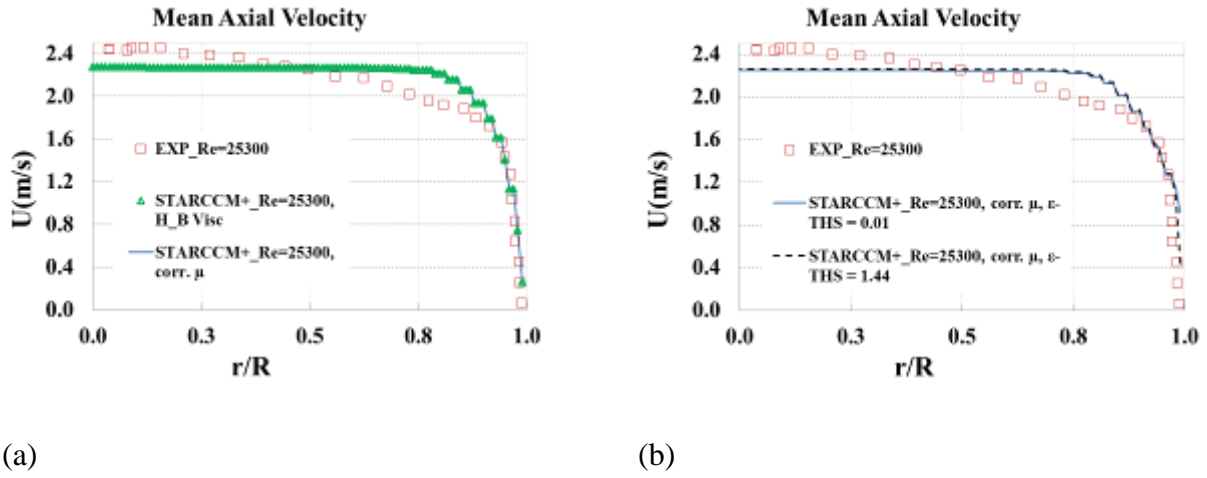 Mean Axial Velocity
2.4
2.0
1.6
1.2
0.8
0.4
0.0
U(m/s)
EXP_Re=25300
STARCCM+_Re=25300,
H_B Visc
STARCCM+_Re=25300,
corr. μ
0.0 0.3 0.5 0.8 1.0
r/R
(a)
Mean Axial Velocity
2.4
2.0
1.6
1.2
0.8
0.4
0.0
U(m/s)
EXP_Re=25300
STARCCM+_Re=25300, corr. μ, ε-
THS = 0.01
STARCCM+_Re=25300, corr. μ, ε-
THS = 1.44
0.0 0.3 0.5 0.8 1.0
r/R
(b)